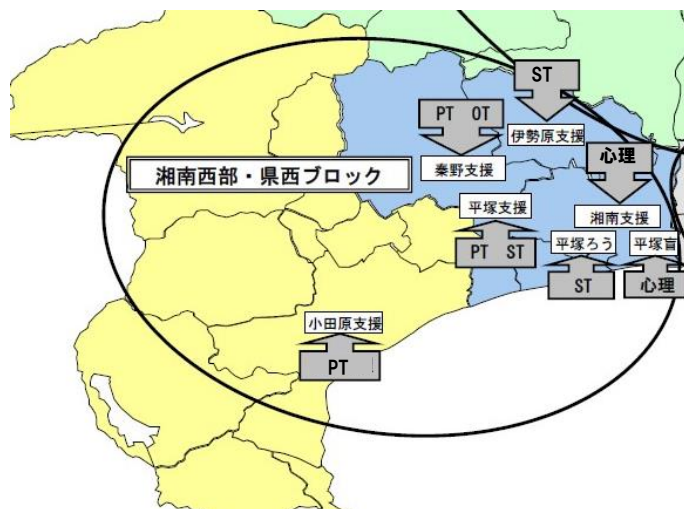 ST
PT OT
伊勢原支援
心理
湘南西部・県西ブロック
秦野支援
平塚支援
湘南支援
PT ST
平塚ろう
平塚盲
ST
心理
小田原支援
PT